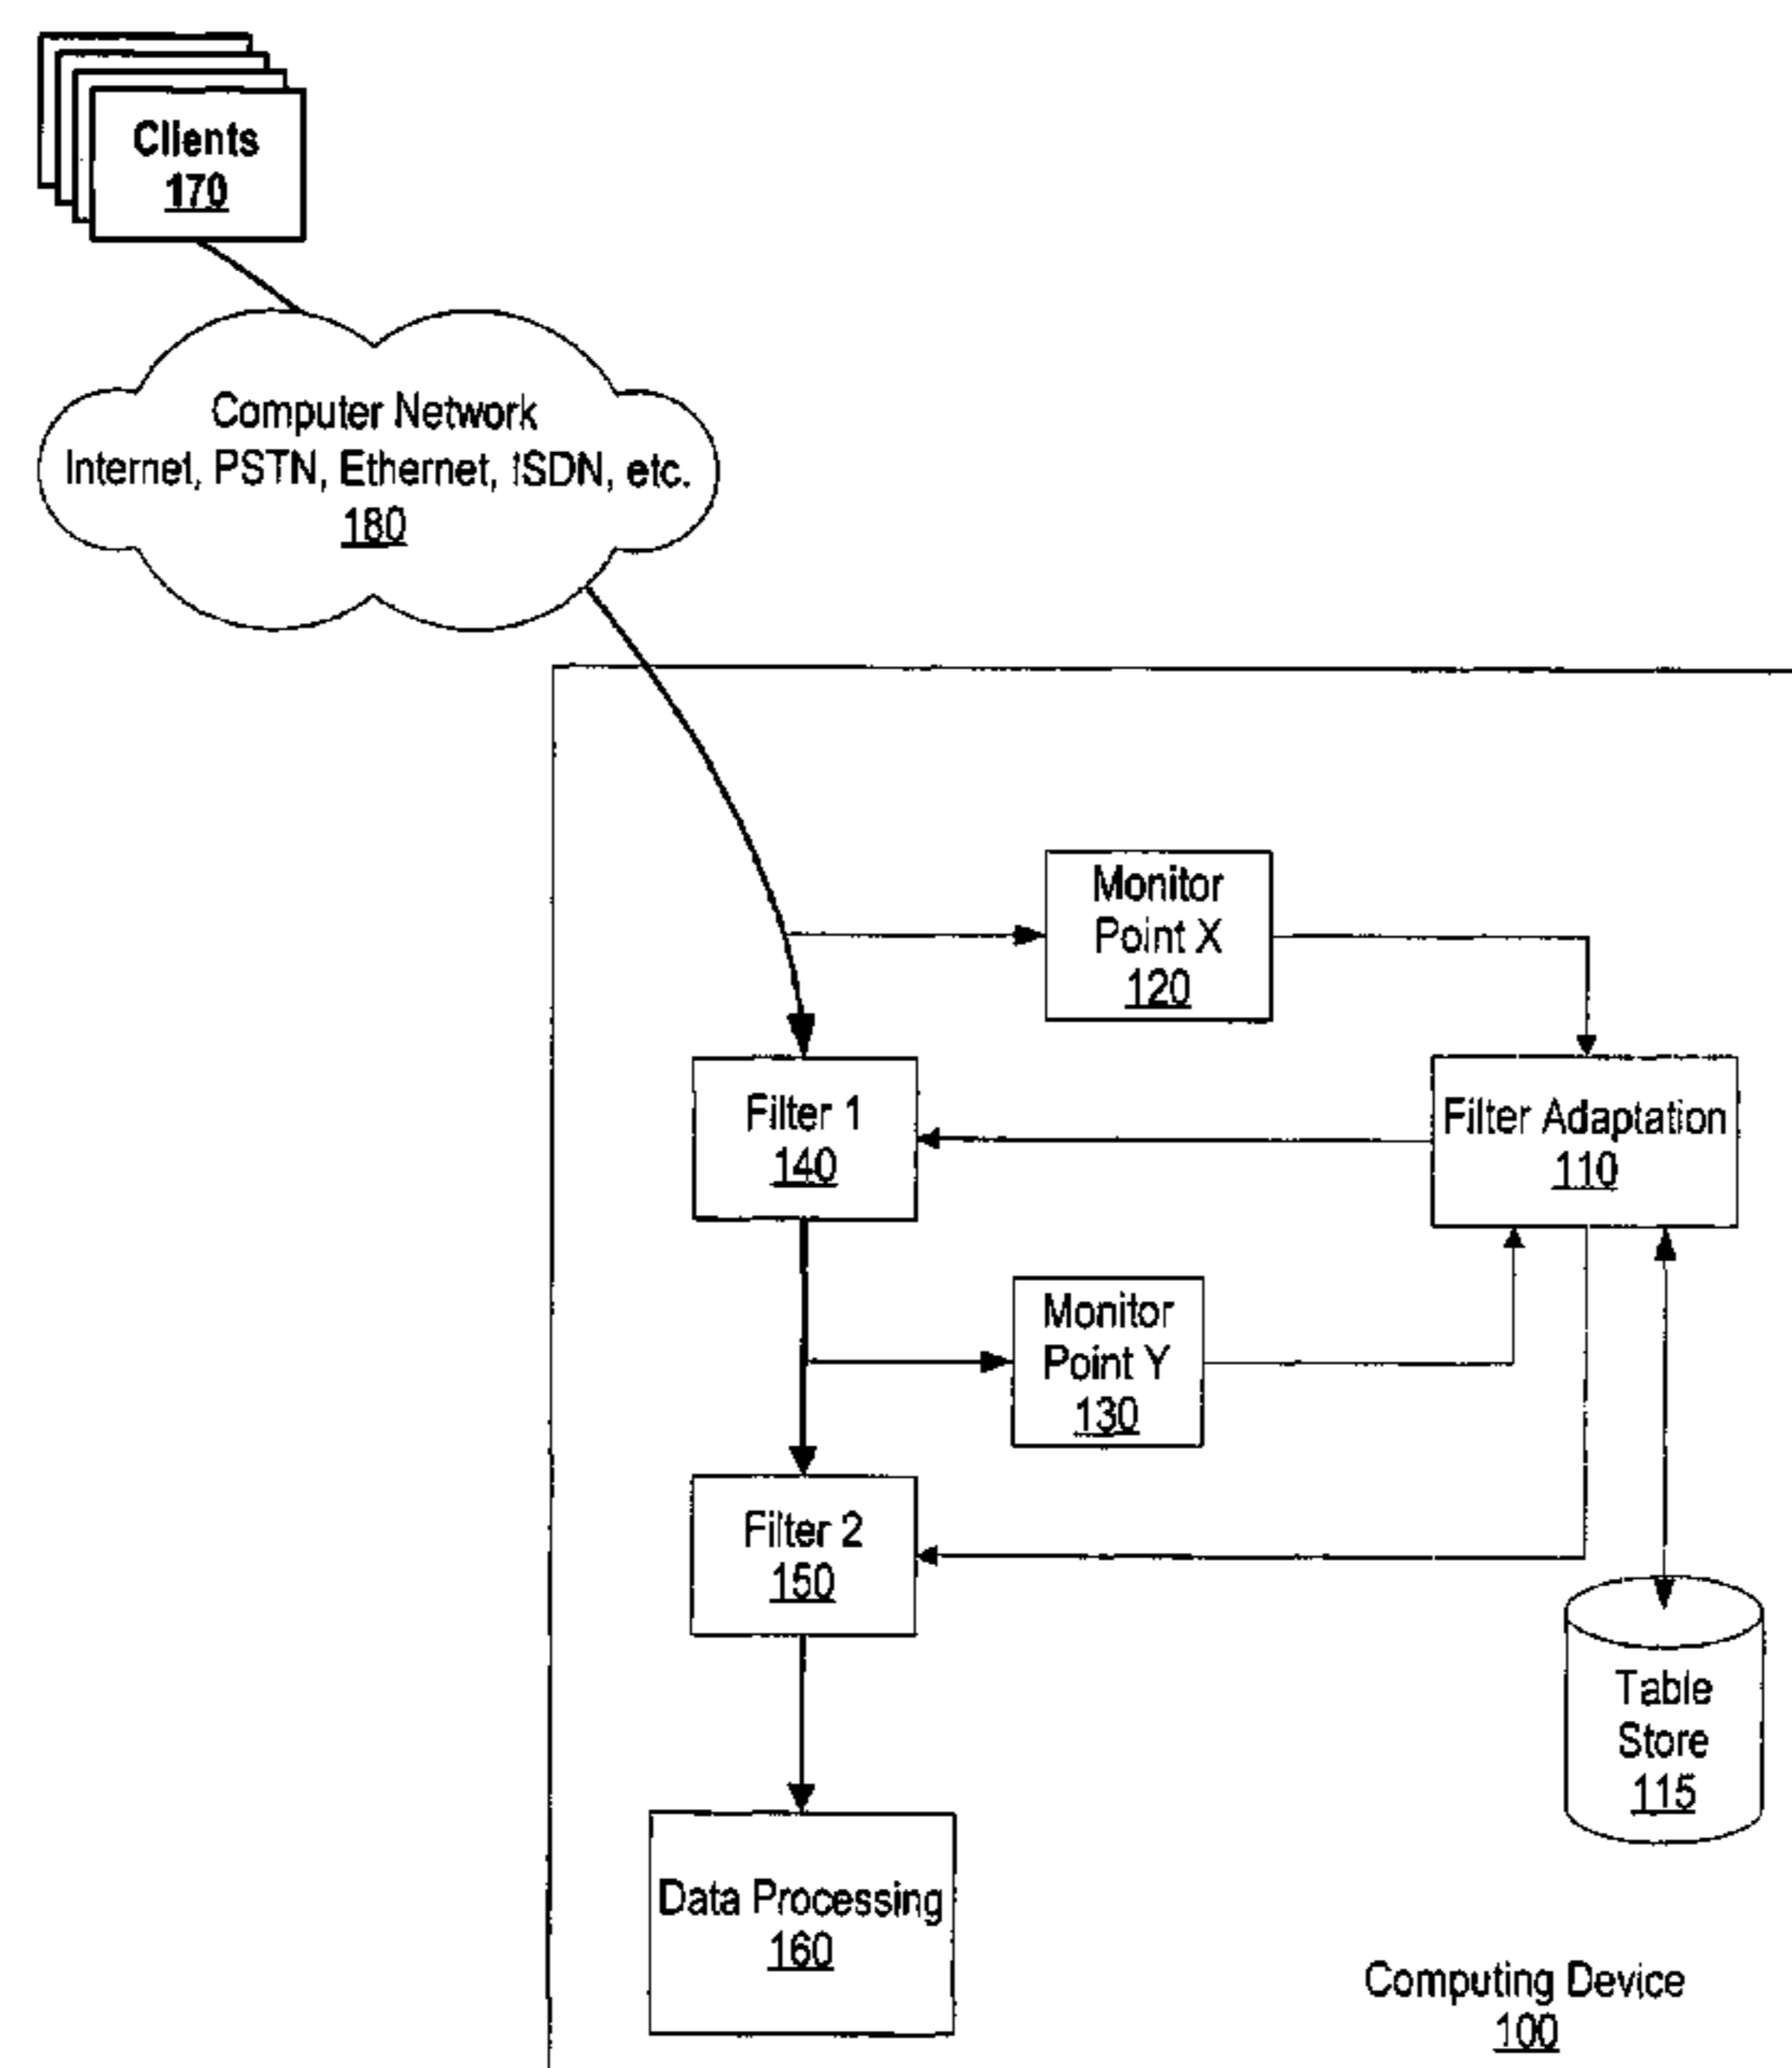 Clients
170
Computer Network
Internet, PSTN, Ethernet, ISDN, etc.
180
Monitor
Point X
120
Filter 1
140
Filter Adaptation
110
Monitor
Point Y
130
Filter 2
150
Table
Store
115
Data Processing
160
Computing Device
100